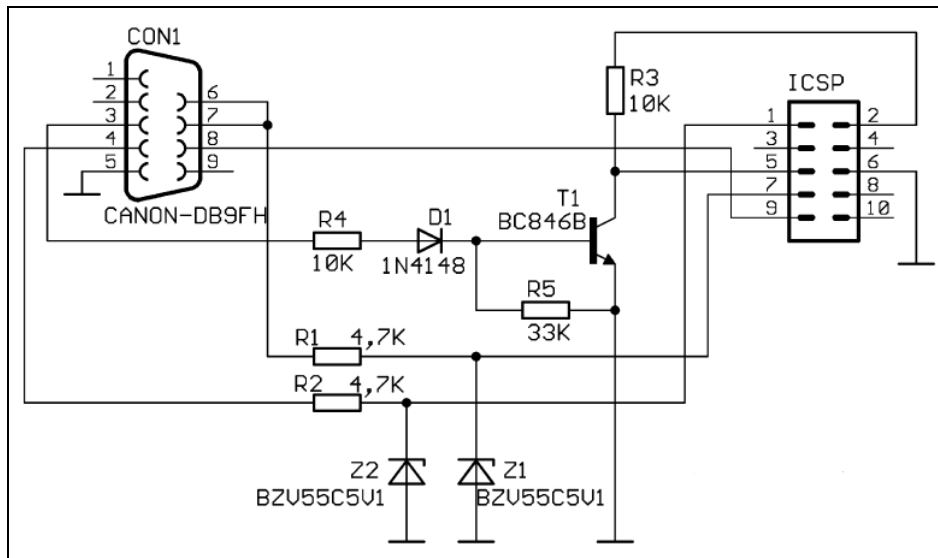 CON1
1
2
3
4
5
6
7
8
9
CANON-DB9FH
R3
10K
ICSP
1
3
5
7
9
2
4
6
8
10
T1
BC846B
R4
10K
D1
1N4148
R5
33K
R1 4,7K
R2 4,7K
Z2
BZV55C5V1
Z1
BZV55C5V1